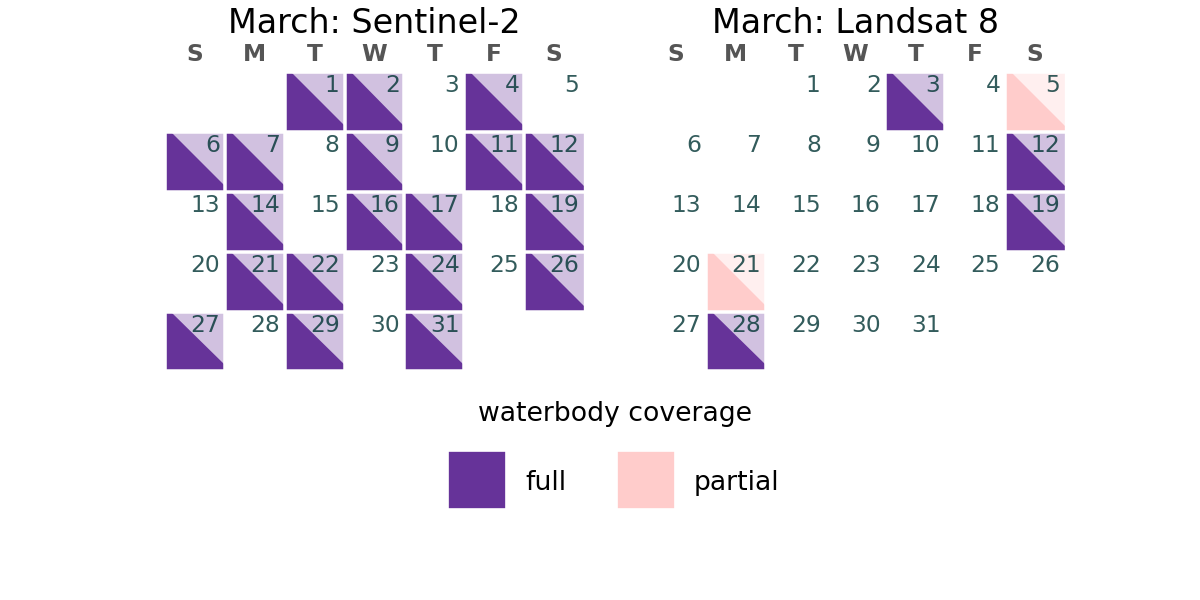 March: Sentinel-2
S M T W T F S
1 2 3 4 5
6 7 8 9 10 11 12
13 14 15 16 17 18 19
20 21 22 23 24 25 26
27 28 29 30 31
March: Landsat 8
S M T W T F S
1 2 3 4 5
6 7 8 9 10 11 12
13 14 15 16 17 18 19
20 21 22 23 24 25 26
27 28 29 30 31
waterbody coverage
full partial